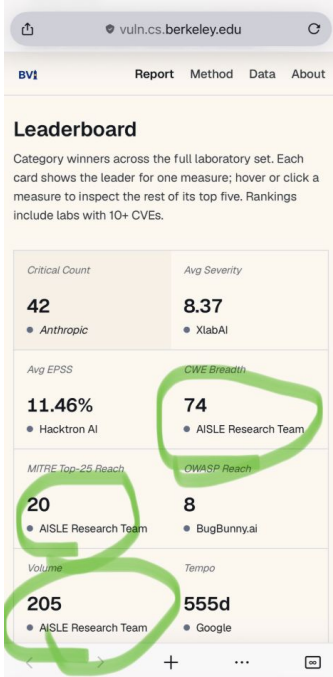 vuln.cs.berkeley.edu
Report Method Data About
Leaderboard
Category winners across the full laboratory set. Each
card shows the leader for one measure; hover or click a
measure to inspect the rest of its top five. Rankings
include labs with 10+ CVEs.
Critical Count
42
Anthropic
Avg Severity
8.37
XlabAI
Avg EPSS
11.46%
Hacktron AI
CWE Breadth
74
AISLE Research Team
MITRE Top-25 Reach
20
AISLE Research Team
OWASP Reach
8
BugBunny.ai
Volume
205
AISLE Research Team
Tempo
555d
Google